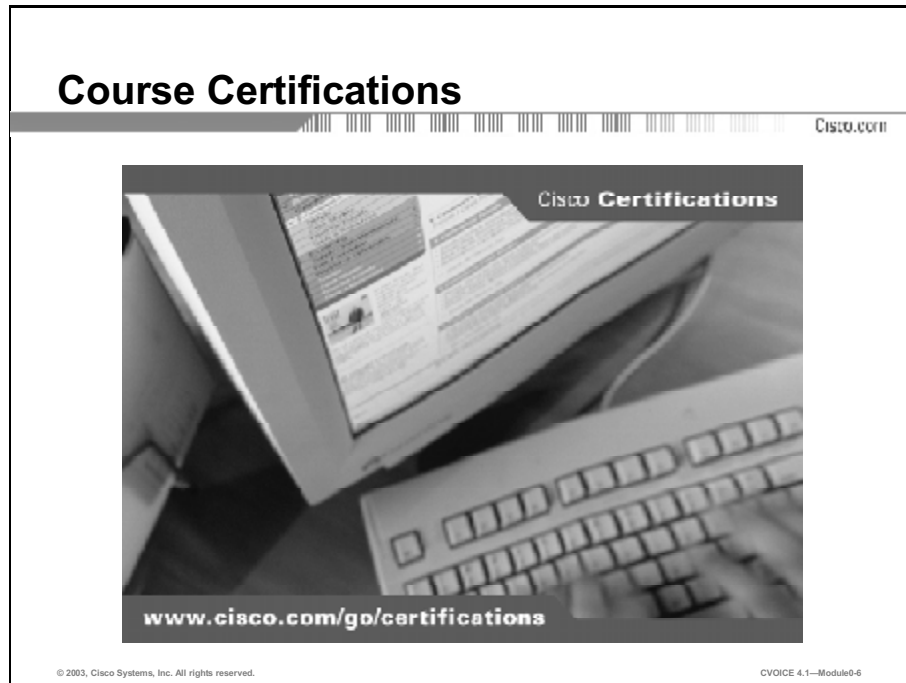 Course Certifications
Cisco.com
Cisco Certifications
www.cisco.com/go/certifications
© 2003, Cisco Systems, Inc. All rights reserved.
CVOICE 4.1—Module0-6